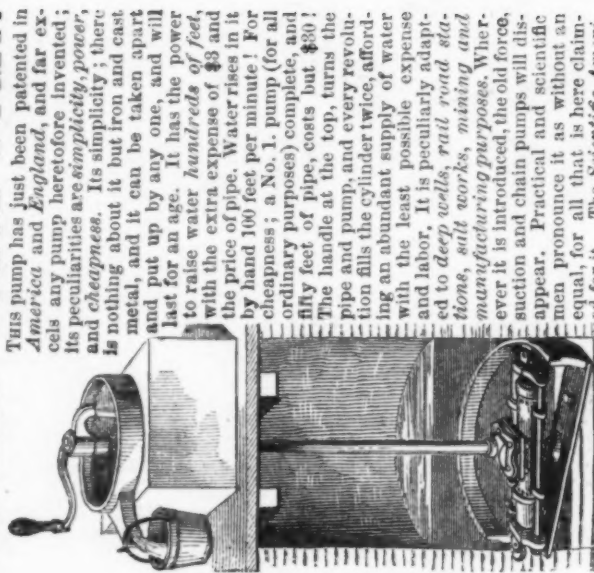 THIS pump has just been patented in
America and England, and far ex-
cels any pump heretofore invented;
its peculiarities are simplicity, power,
and cheapness. Its simplicity; there
is nothing about it but iron and cast
metal, and it can be taken apart
and put up by any one, and will
last for an age. It has the power
to raise water hundreds of feet,
with the extra expense of $3 and
the price of pipe. Water rises in it
by hand 100 feet per minute! For
cheapness; a No. 1. pump (for all
ordinary purposes) complete, and
fifty feet of pipe, costs but $30!
The handle at the top, turns the
pipe and pump, and every revolu-
tion fills the cylinder twice, afford-
ing an abundant supply of water
with the least possible expense
and labor. It is peculiarly adapt-
ed to deep wells, rail road sta-
tions, salt works, mining and
manufacturing purposes. Wher-
ever it is introduced, the old force,
suction and chain pumps will dis-
appear. Practical and scientific
men pronounce it as without an
equal, for all that is here claim-
ed for it. The Scientific Ameri-